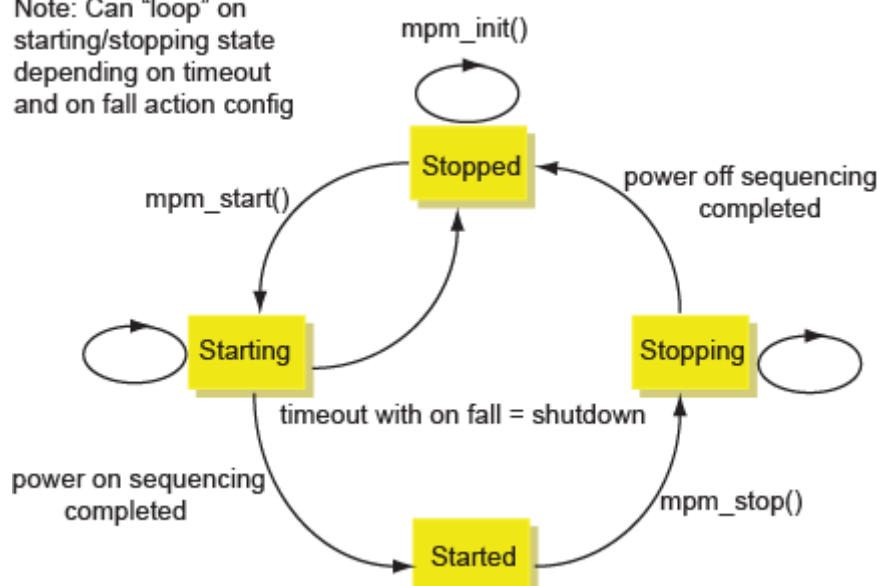 Note: Can "loop" on
starting/stopping state
depending on timeout
and on fall action config
mpm_init()
Stopped
mpm_start()
power off sequencing
completed
Starting
Stopping
timeout with on fall = shutdown
power on sequencing
completed
mpm_stop()
Started